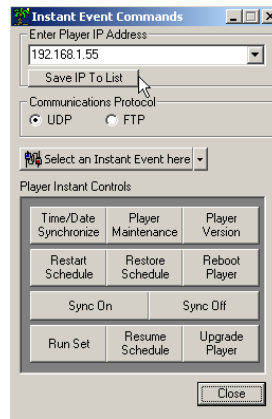 Instant Event Commands
Enter Player IP Address
192.168.1.55
Save IP To List
Communications Protocol
UDP FTP
Select an Instant Event here
Player Instant Controls
Time/Date Player Player
Synchronize Maintenance Version
Restart Restore Reboot
Schedule Schedule Player
Sync On Sync Off
Run Set Resume Schedule Upgrade Player
Close